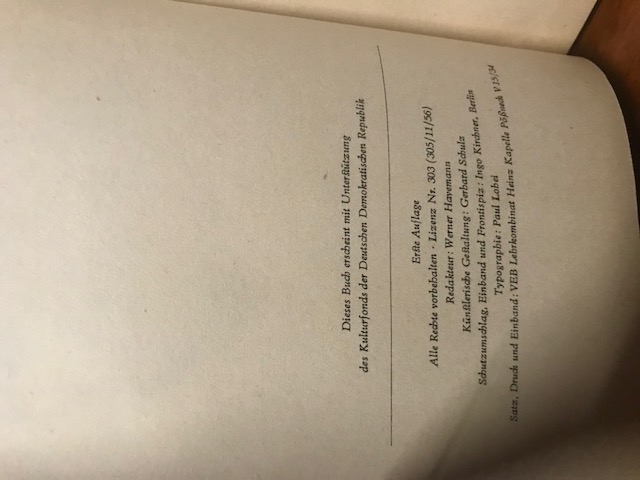 Dieses Buch erscheint mit Unterstützung
des Kulturfonds der Deutschen Demokratischen Republik
Erste Auflage
Alle Rechte vorbehalten · Lizenz Nr. 303 (305/11/56)
Redakteur: Werner Havemann
Künstlerische Gestaltung: Gerhard Schulz
Schutzumschlag, Einband und Frontispiz: Ingo Kirchner, Berlin
Typographie: Paul Lobei
Satz, Druck und Einband: VEB Lehrkombinat Heinz Kapelle Pößneck V 15/34